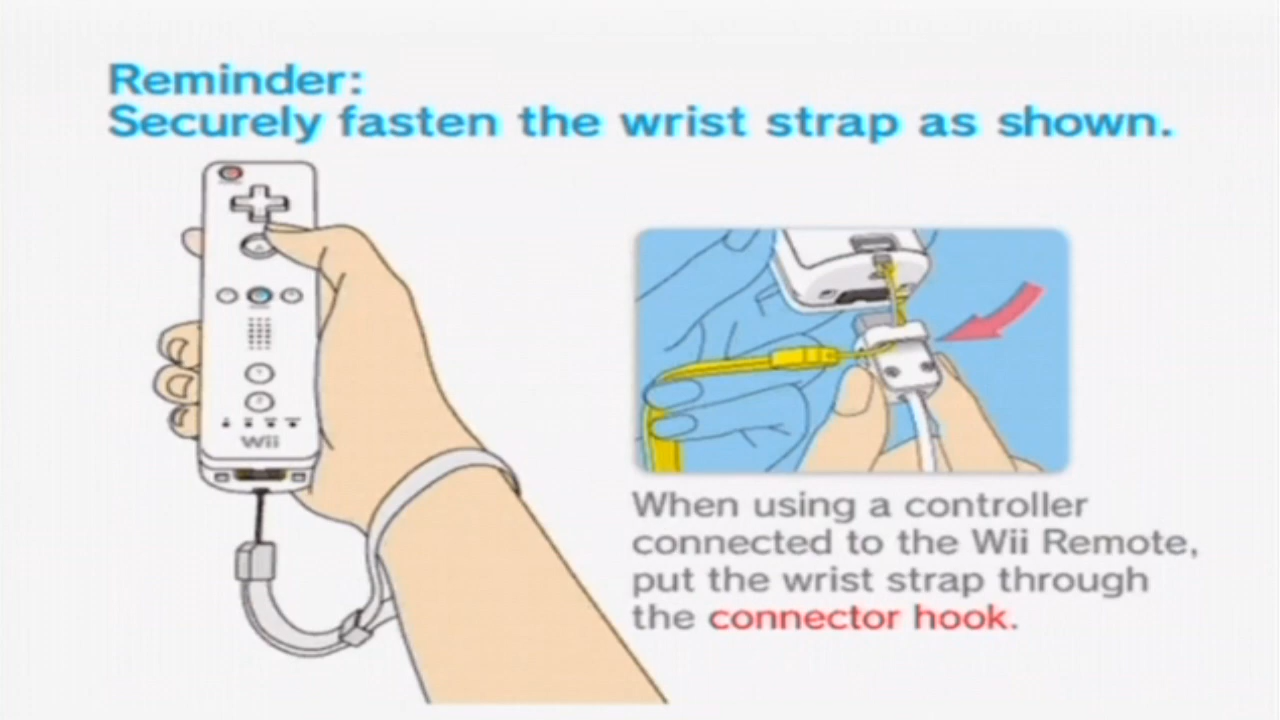 Reminder:
Securely fasten the wrist strap as shown.
Wii
When using a controller
connected to the Wii Remote,
put the wrist strap through
the connector hook.